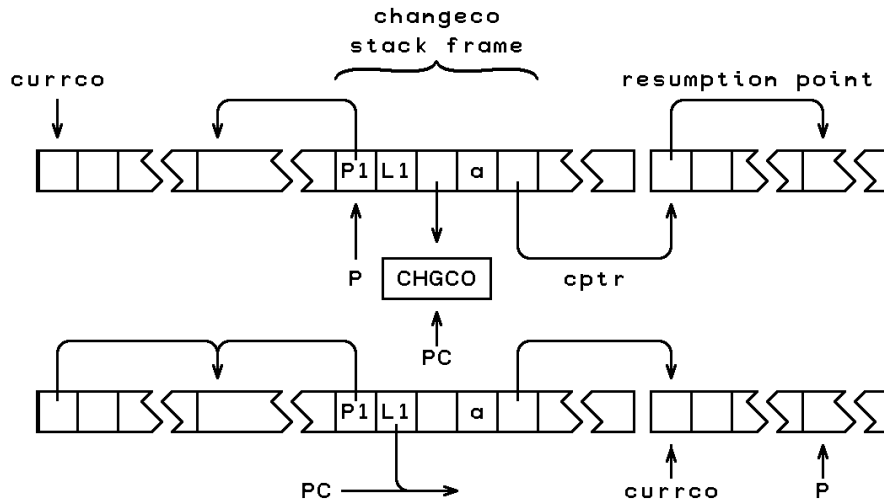 changeco
stack frame
currco
resumption point
P1 L1 a
P
CHGCO
cptr
PC
P1 L1 a
PC
currco
P